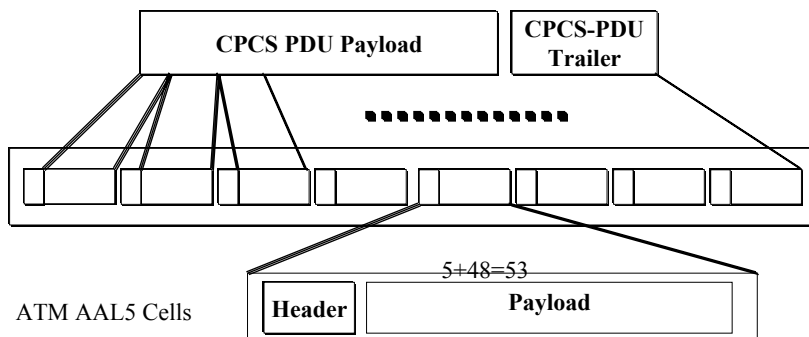 CPCS PDU Payload
CPCS-PDU
Trailer
5+48=53
ATM AAL5 Cells
Header
Payload